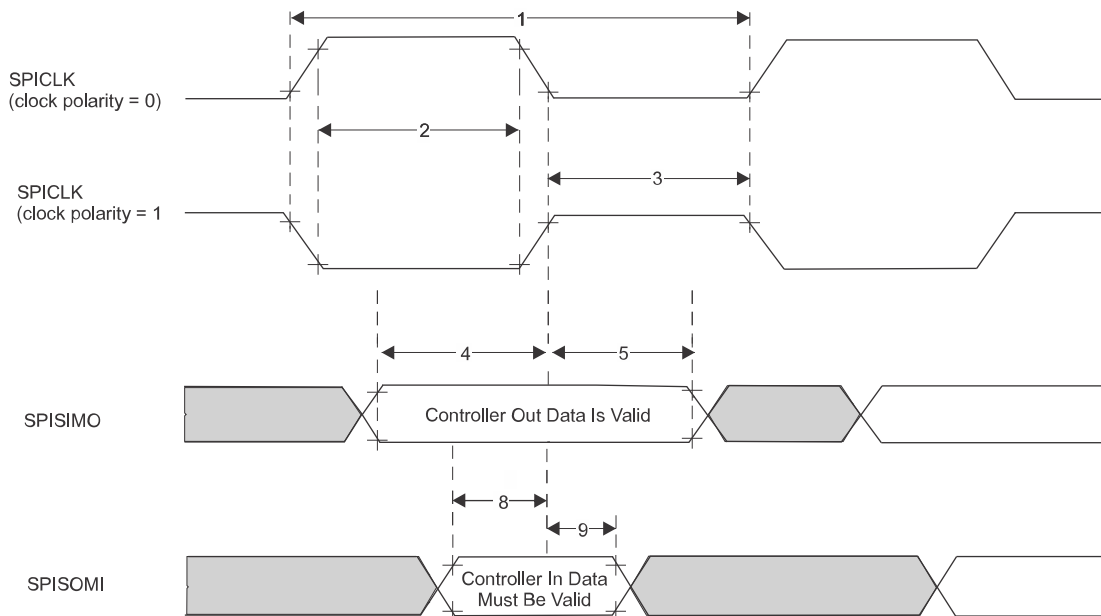 1
SPICLK
(clock polarity = 0)
2
3
SPICLK
(clock polarity = 1
4
5
SPISIMO
Controller Out Data Is Valid
8
9
SPISOMI
Controller In Data
Must Be Valid